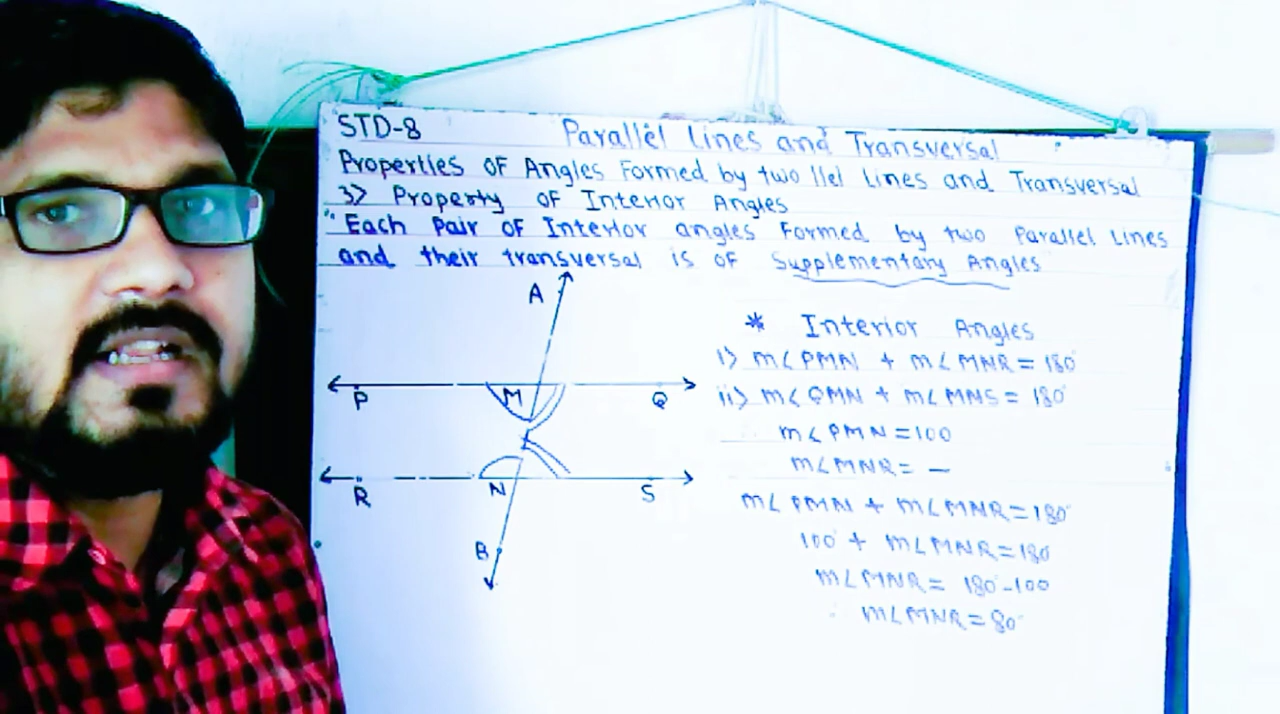 STD-8
Parallel Lines and Transversal
Properties OF Angles Formed by two llel Lines and Transversal
3> Property OF Interior Angles
"Each Pair OF Interior angles Formed by two Parallel Lines
and their transversal is OF Supplementary Angles
A
P
M
Q
R
N
S
B
* Interior Angles
i> m∠PMN + m∠MNR = 180°
ii> m∠QMN + m∠MNS = 180°
m∠PMN = 100
m∠MNR = —
m∠PMN + m∠MNR = 180°
100° + m∠MNR = 180
m∠MNR = 180°-100
m∠MNR = 80°